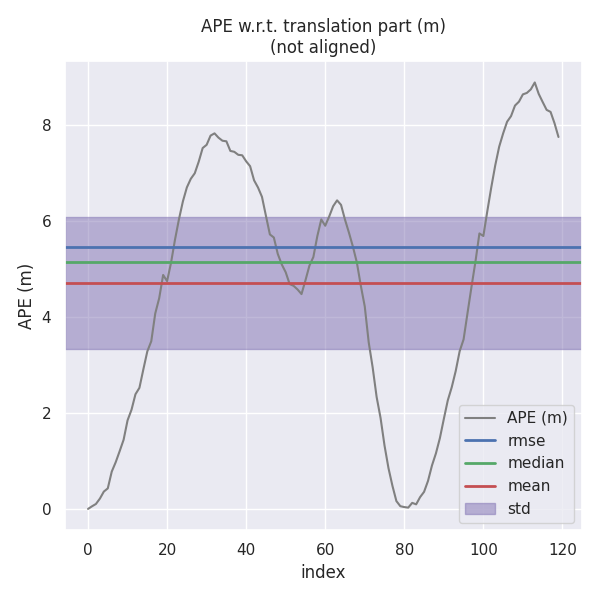 APE w.r.t. translation part (m)
(not aligned)
8
6
4
2
0
APE (m)
0 20 40 60 80 100 120
index
APE (m)
rmse
median
mean
std